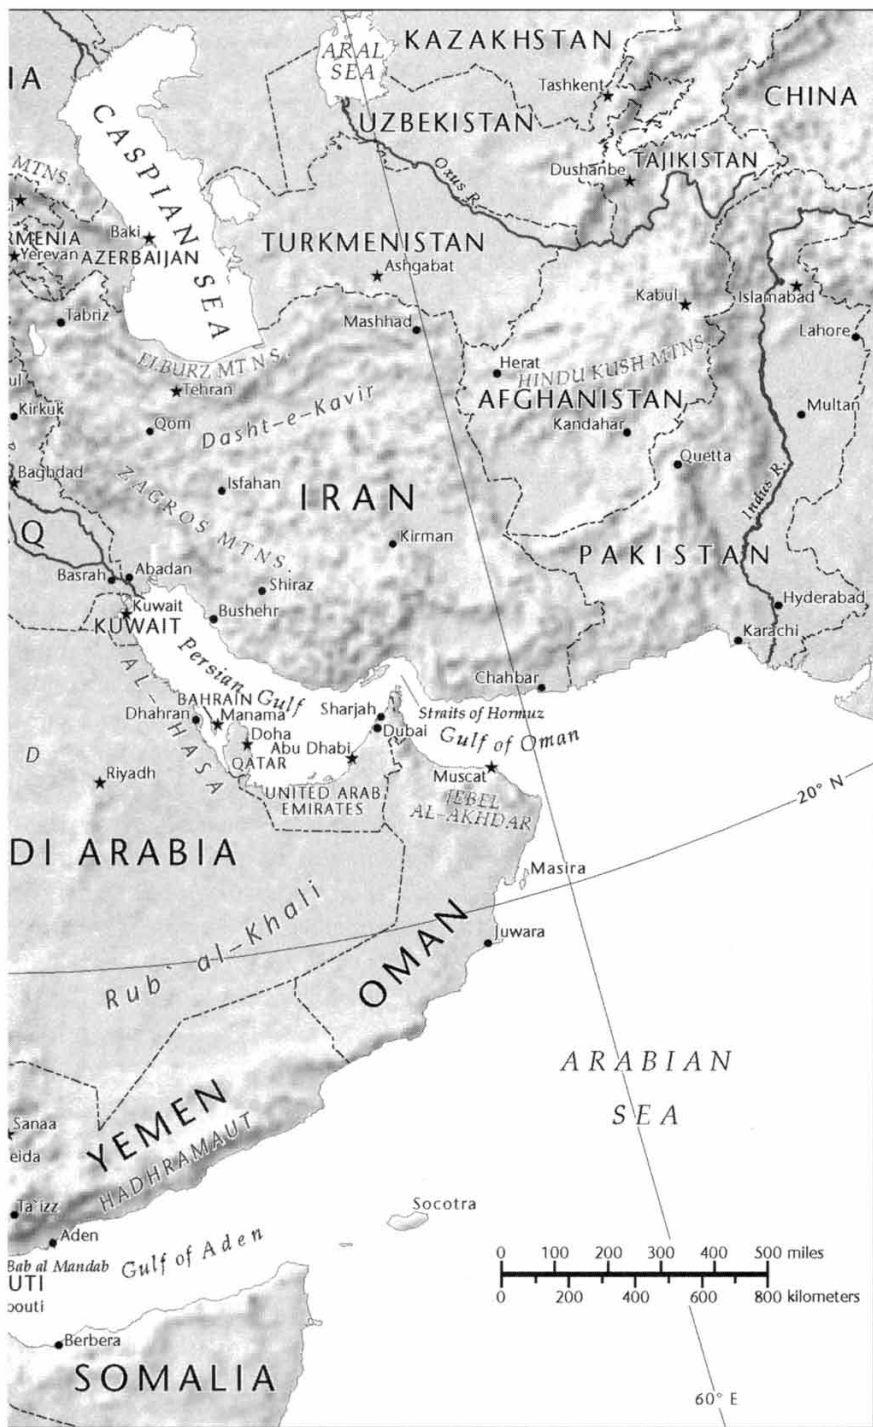 KAZAKHSTAN
ARAL
SEA
CASPIAN SEA
IA
Tashkent
CHINA
UZBEKISTAN
Oxus R.
Dushanbe
TAJIKISTAN
MTNS.
i
RMENIA
Yerevan
Baki
AZERBAIJAN
TURKMENISTAN
Ashgabat
Kabul
Islamabad
Tabriz
Mashhad
Lahore
ELBURZ MTNS.
Tehran
Herat
HINDU KUSH MTNS.
ul
Kirkuk
Qom
Dasht-e-Kavir
AFGHANISTAN
Kandahar
Multan
Baghdad
ZAGROS MTNS.
Isfahan
IRAN
Quetta
Indus R.
Q
Kirman
PAKISTAN
Basrah
Abadan
Shiraz
Kuwait
KUWAIT
Bushehr
Hyderabad
Karachi
AL-HASA
Persian Gulf
Chahbar
BAHRAIN
Dhahran
Manama
Sharjah
Straits of Hormuz
Doha
Dubai
Gulf of Oman
D
Abu Dhabi
QATAR
Riyadh
Muscat
UNITED ARAB
EMIRATES
JEBEL
AL-AKHDAR
20° N
DI ARABIA
Masira
Rub` al-Khali
OMAN
Juwara
ARABIAN
SEA
Sanaa
eida
YEMEN
HADHRAMAUT
Ta`izz
Socotra
Aden
Gulf of Aden
Bab al Mandab
UTI
bouti
0 100 200 300 400 500 miles
0 200 400 600 800 kilometers
Berbera
SOMALIA
60° E